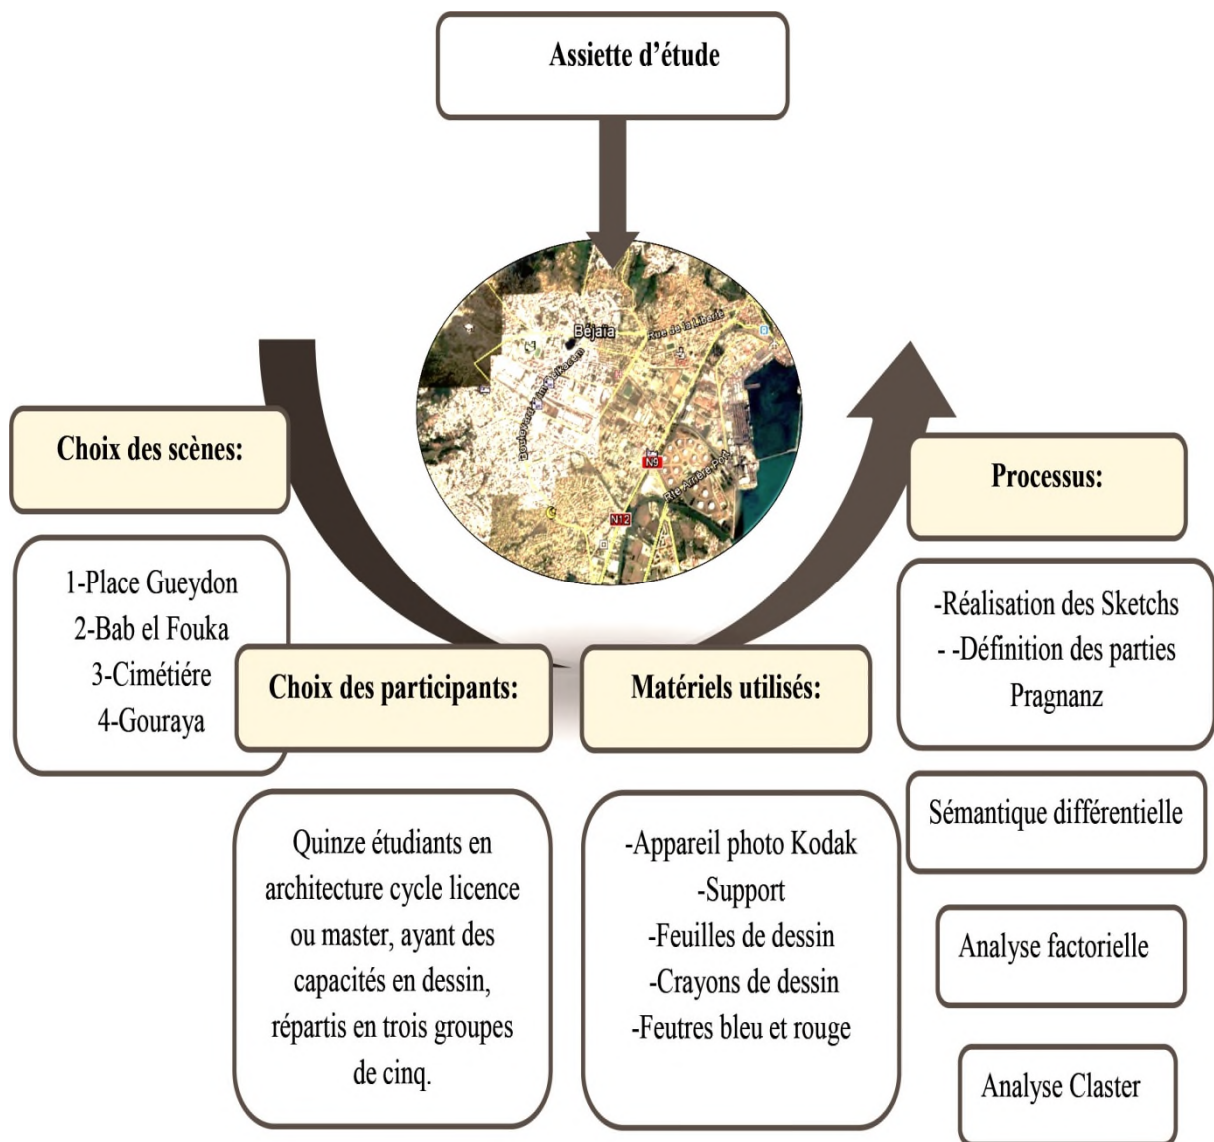 Assiette d'étude
Béjaïa
Rue de la Liberté
N9
Rte Arrière Port
N12
Choix des scènes:
1-Place Gueydon
2-Bab el Fouka
3-Cimétiére
4-Gouraya
Choix des participants:
Quinze étudiants en
architecture cycle licence
ou master, ayant des
capacités en dessin,
répartis en trois groupes
de cinq.
Matériels utilisés:
-Appareil photo Kodak
-Support
-Feuilles de dessin
-Crayons de dessin
-Feutres bleu et rouge
Processus:
-Réalisation des Sketchs
- -Définition des parties
Pragnanz
Sémantique différentielle
Analyse factorielle
Analyse Claster